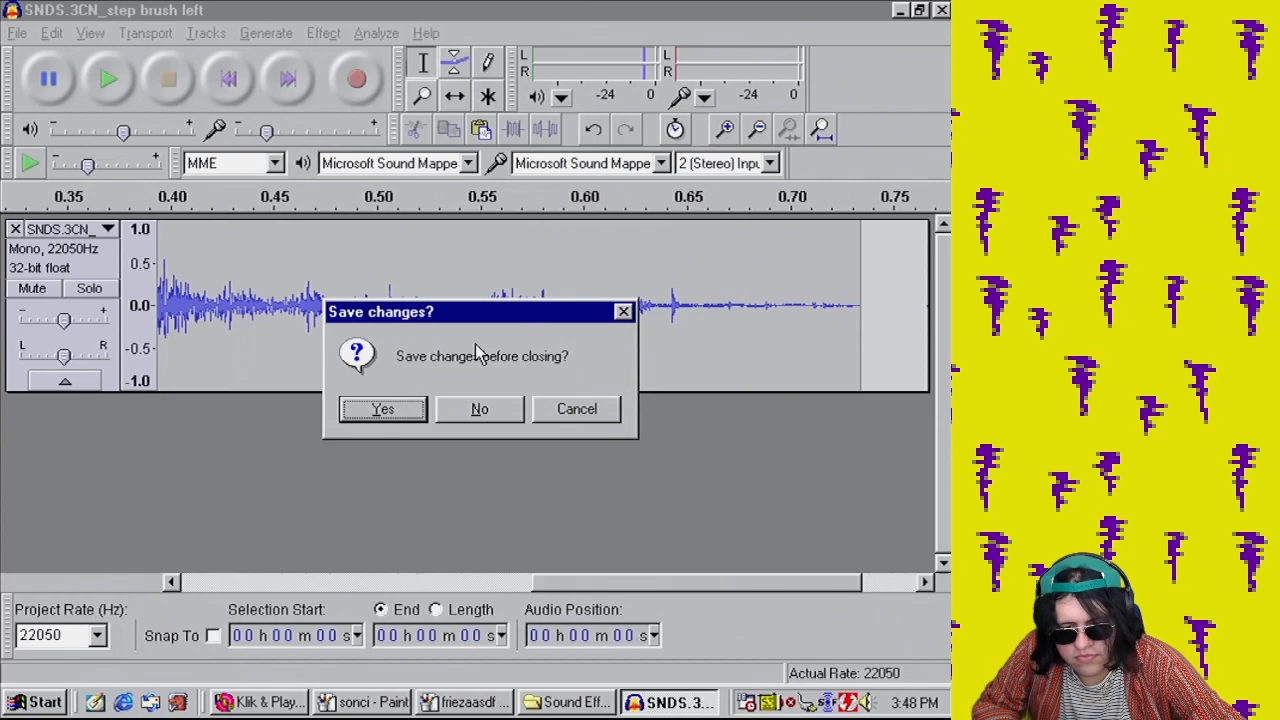 SNDS.3CN_step brush left
File Edit View Transport Tracks Generate Effect Analyze Help
L
R
-24 0
L
R
-24 0
MME
Microsoft Sound Mappe
Microsoft Sound Mappe
2 (Stereo) Inpu
0.35 0.40 0.45 0.50 0.55 0.60 0.65 0.70 0.75
SNDS.3CN_
Mono, 22050Hz
32-bit float
Mute Solo
- +
L R
1.0
0.5-
0.0-
-0.5-
-1.0
Save changes?
Save changes before closing?
Yes No Cancel
Project Rate (Hz):
22050
Snap To
Selection Start:
00 h 00 m 00 s
End Length
00 h 00 m 00 s
Audio Position:
00 h 00 m 00 s
Actual Rate: 22050
Start
Klik & Play...
sonci - Paint
friezaasdf ...
Sound Eff...
SNDS.3...
3:48 PM